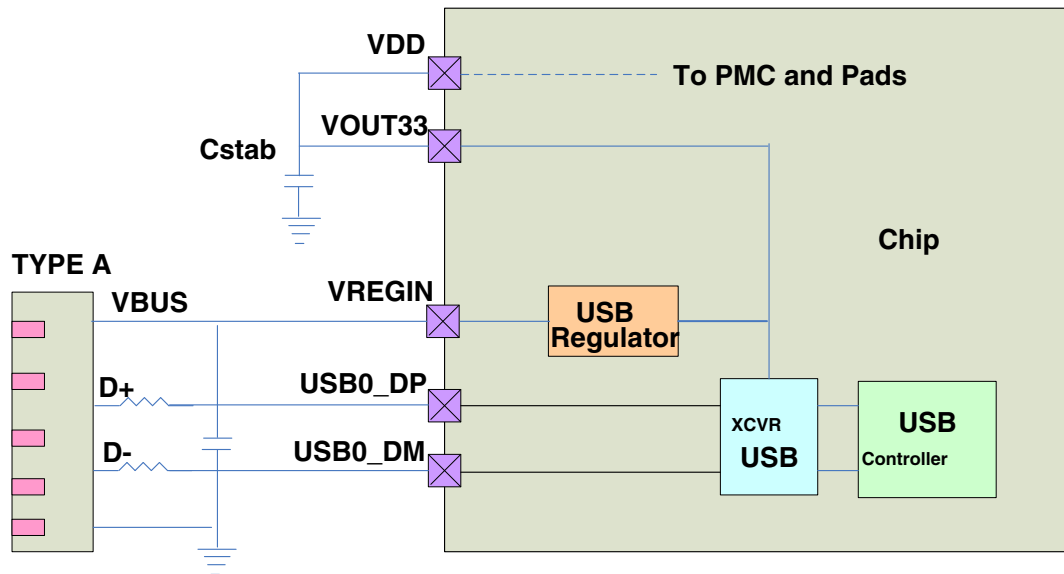 VDD
To PMC and Pads
VOUT33
Cstab
Chip
TYPE A
VBUS
VREGIN
USB
Regulator
D+
USB0_DP
XCVR
USB
USB
Controller
D-
USB0_DM